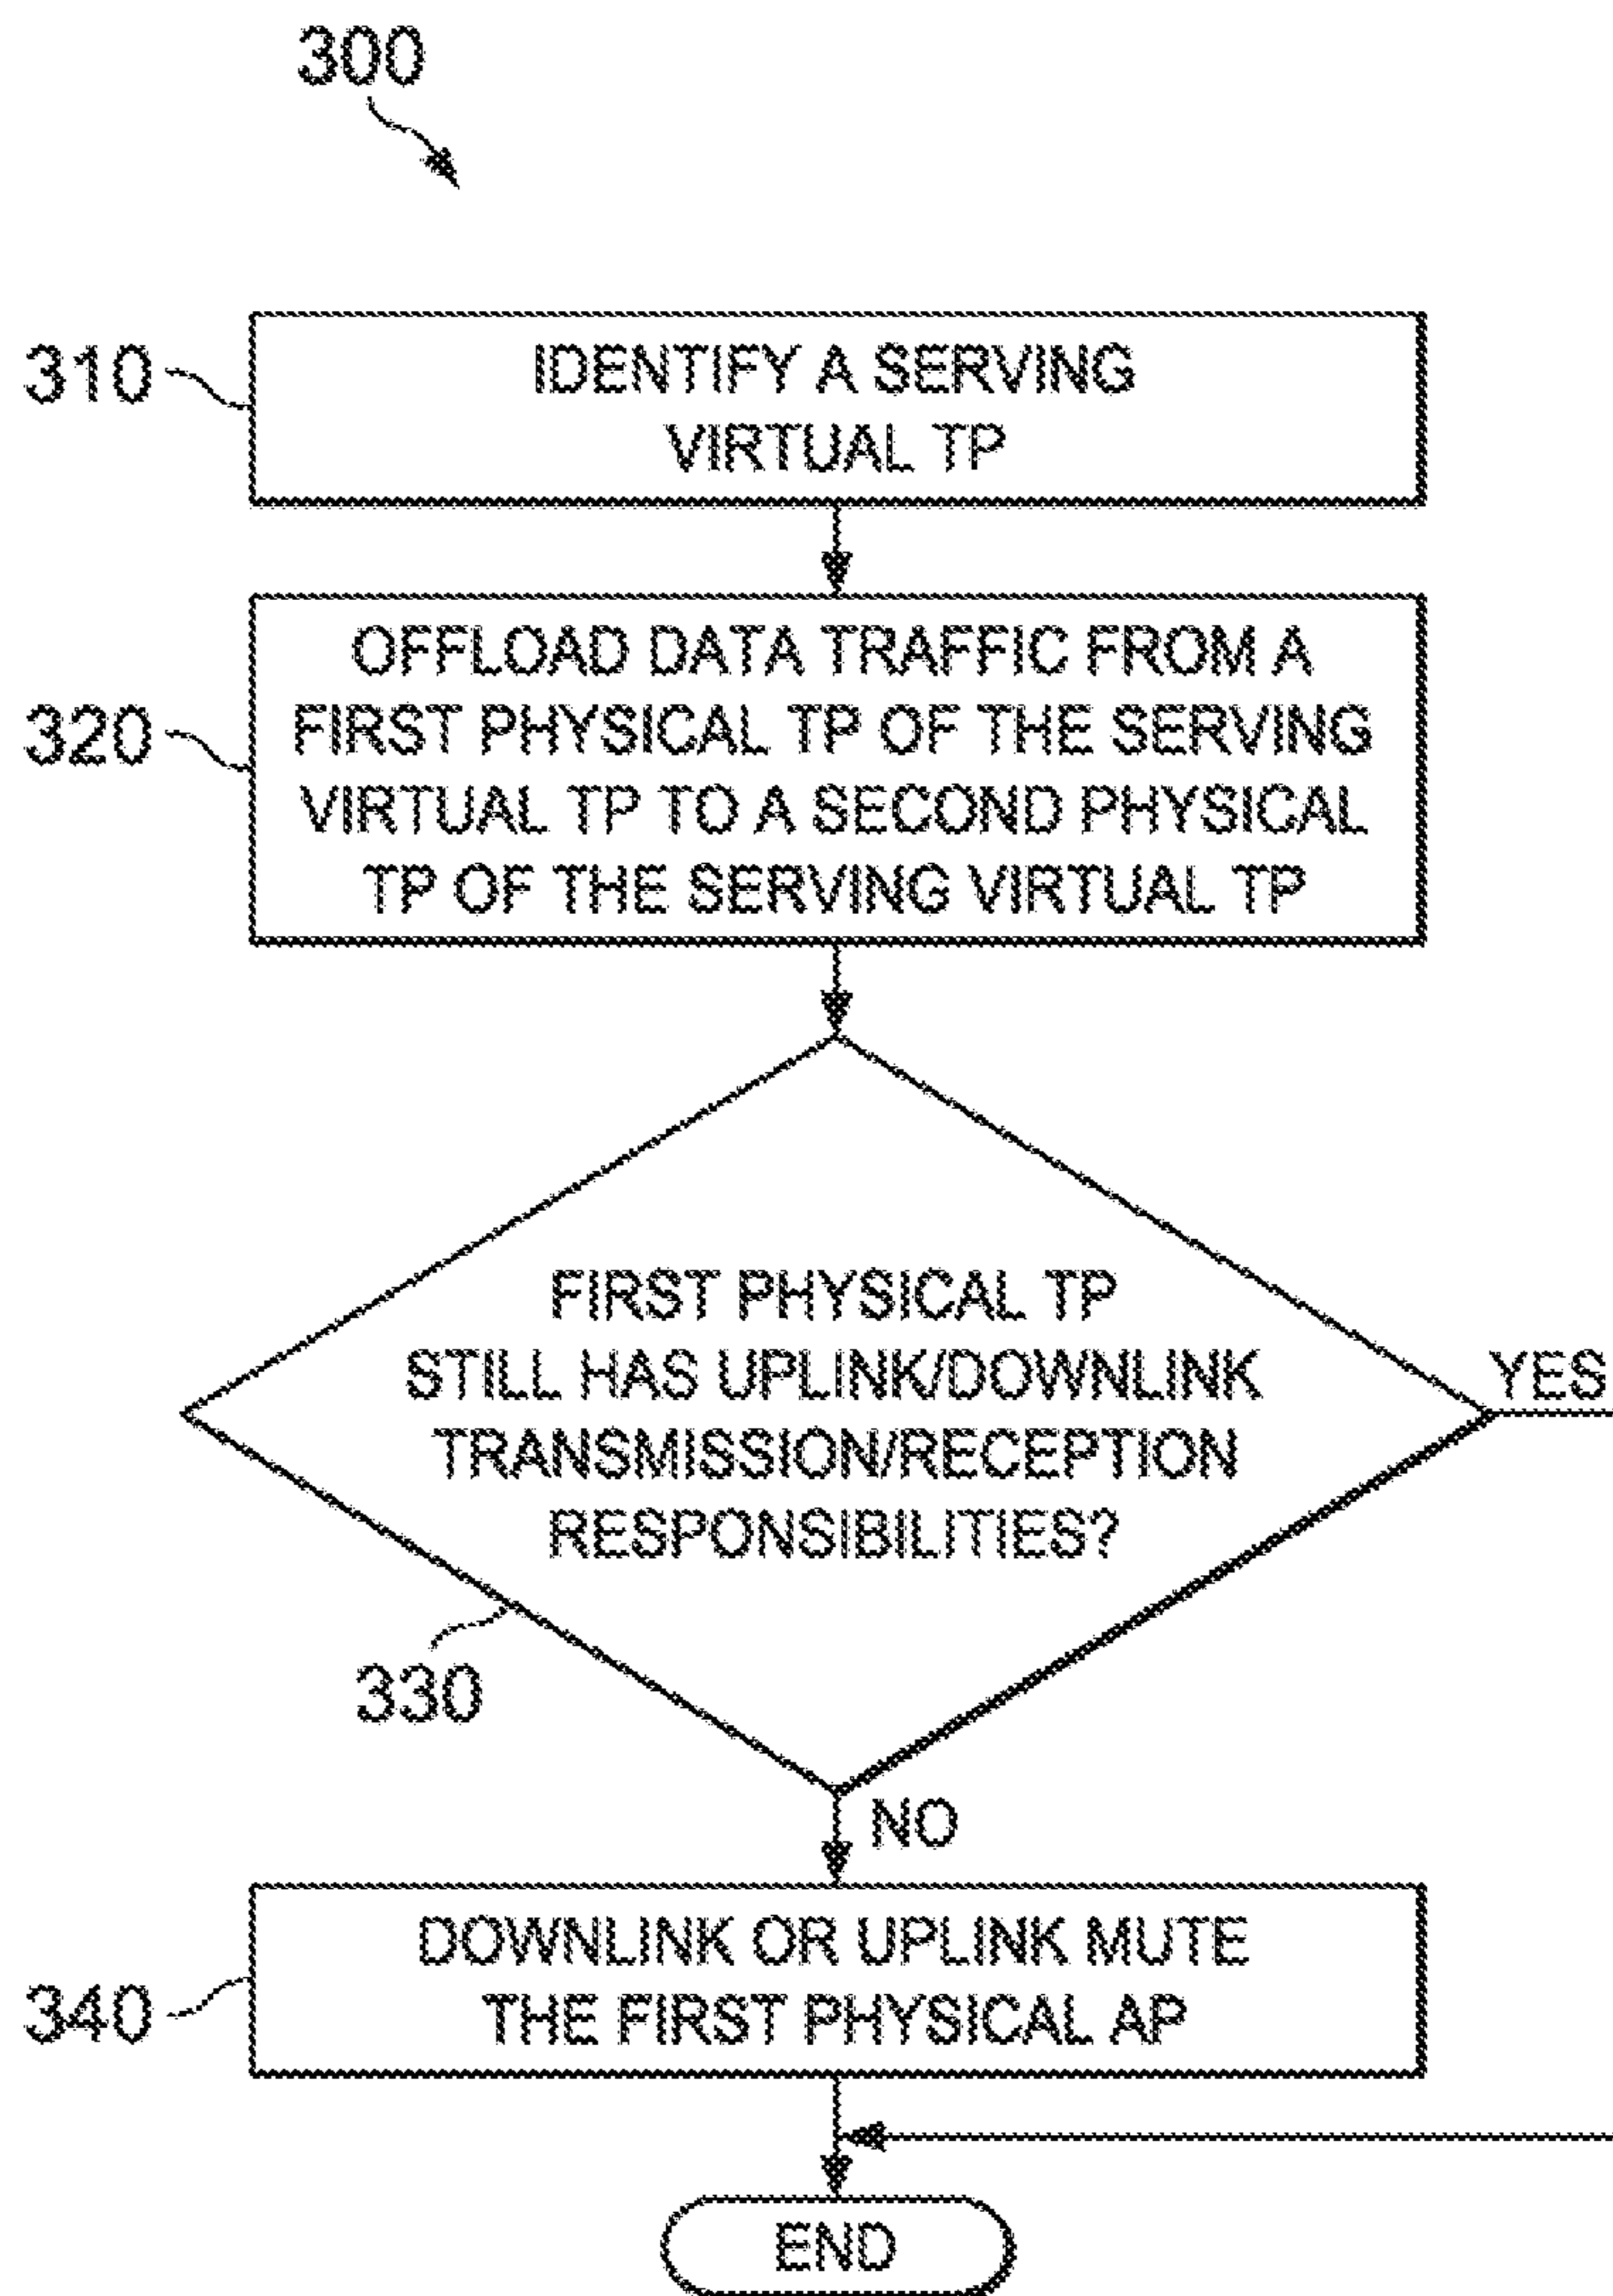 300
310
IDENTIFY A SERVING
VIRTUAL TP
320
OFFLOAD DATA TRAFFIC FROM A
FIRST PHYSICAL TP OF THE SERVING
VIRTUAL TP TO A SECOND PHYSICAL
TP OF THE SERVING VIRTUAL TP
FIRST PHYSICAL TP
STILL HAS UPLINK/DOWNLINK
TRANSMISSION/RECEPTION
RESPONSIBILITIES?
YES
330
NO
340
DOWNLINK OR UPLINK MUTE
THE FIRST PHYSICAL AP
END